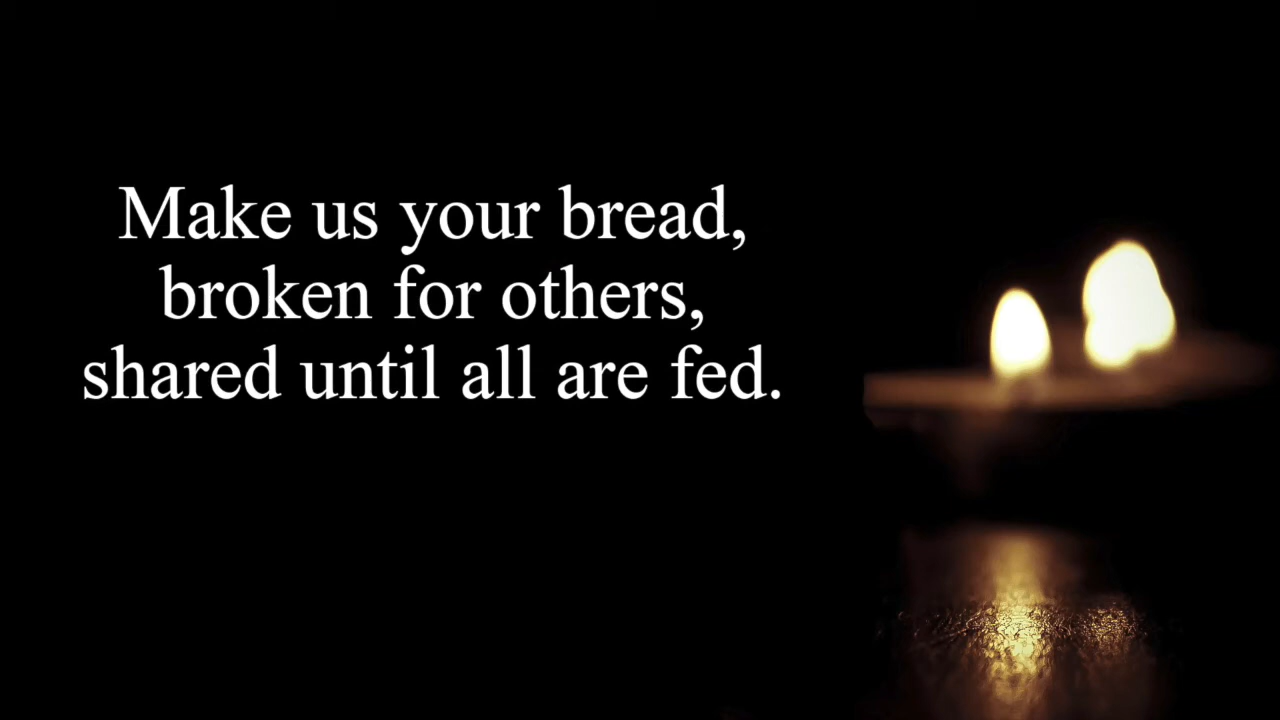 Make us your bread,
broken for others,
shared until all are fed.